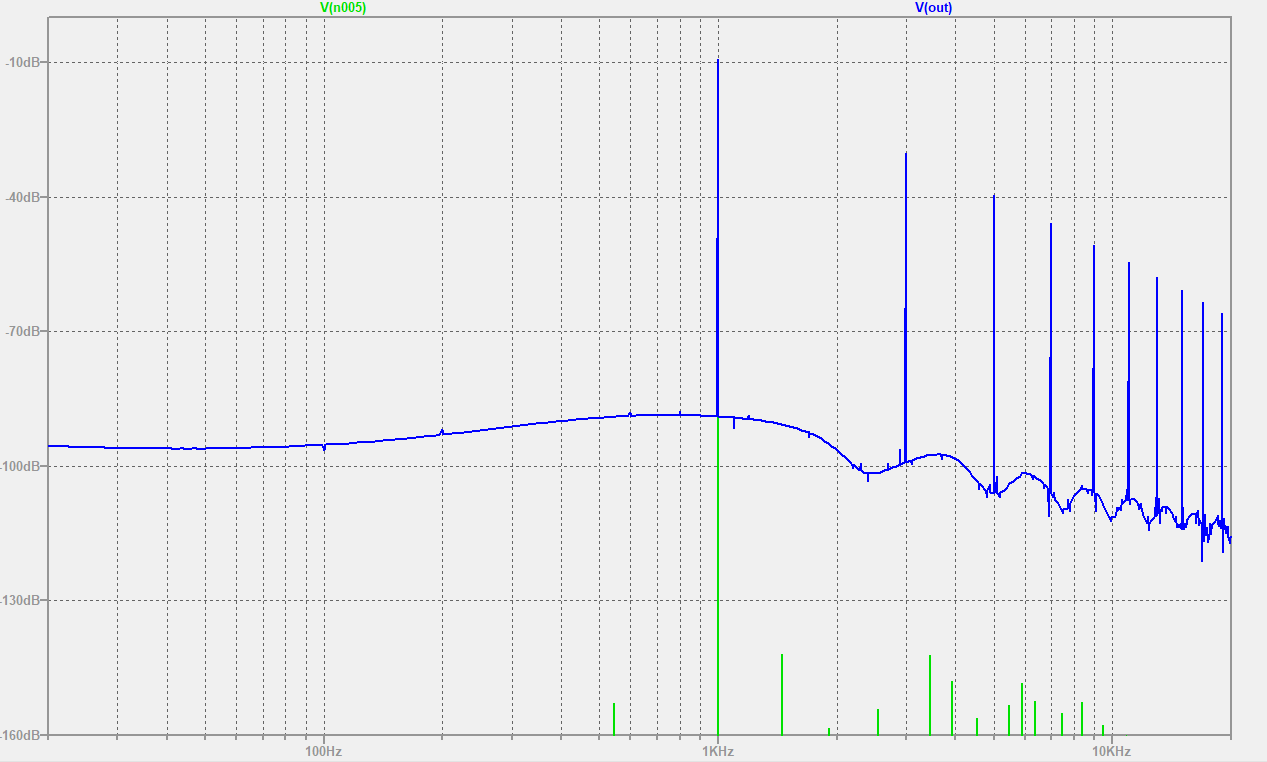 V(n005) V(out)
-10dB
-40dB
-70dB
-100dB
-130dB
-160dB
100Hz 1KHz 10KHz